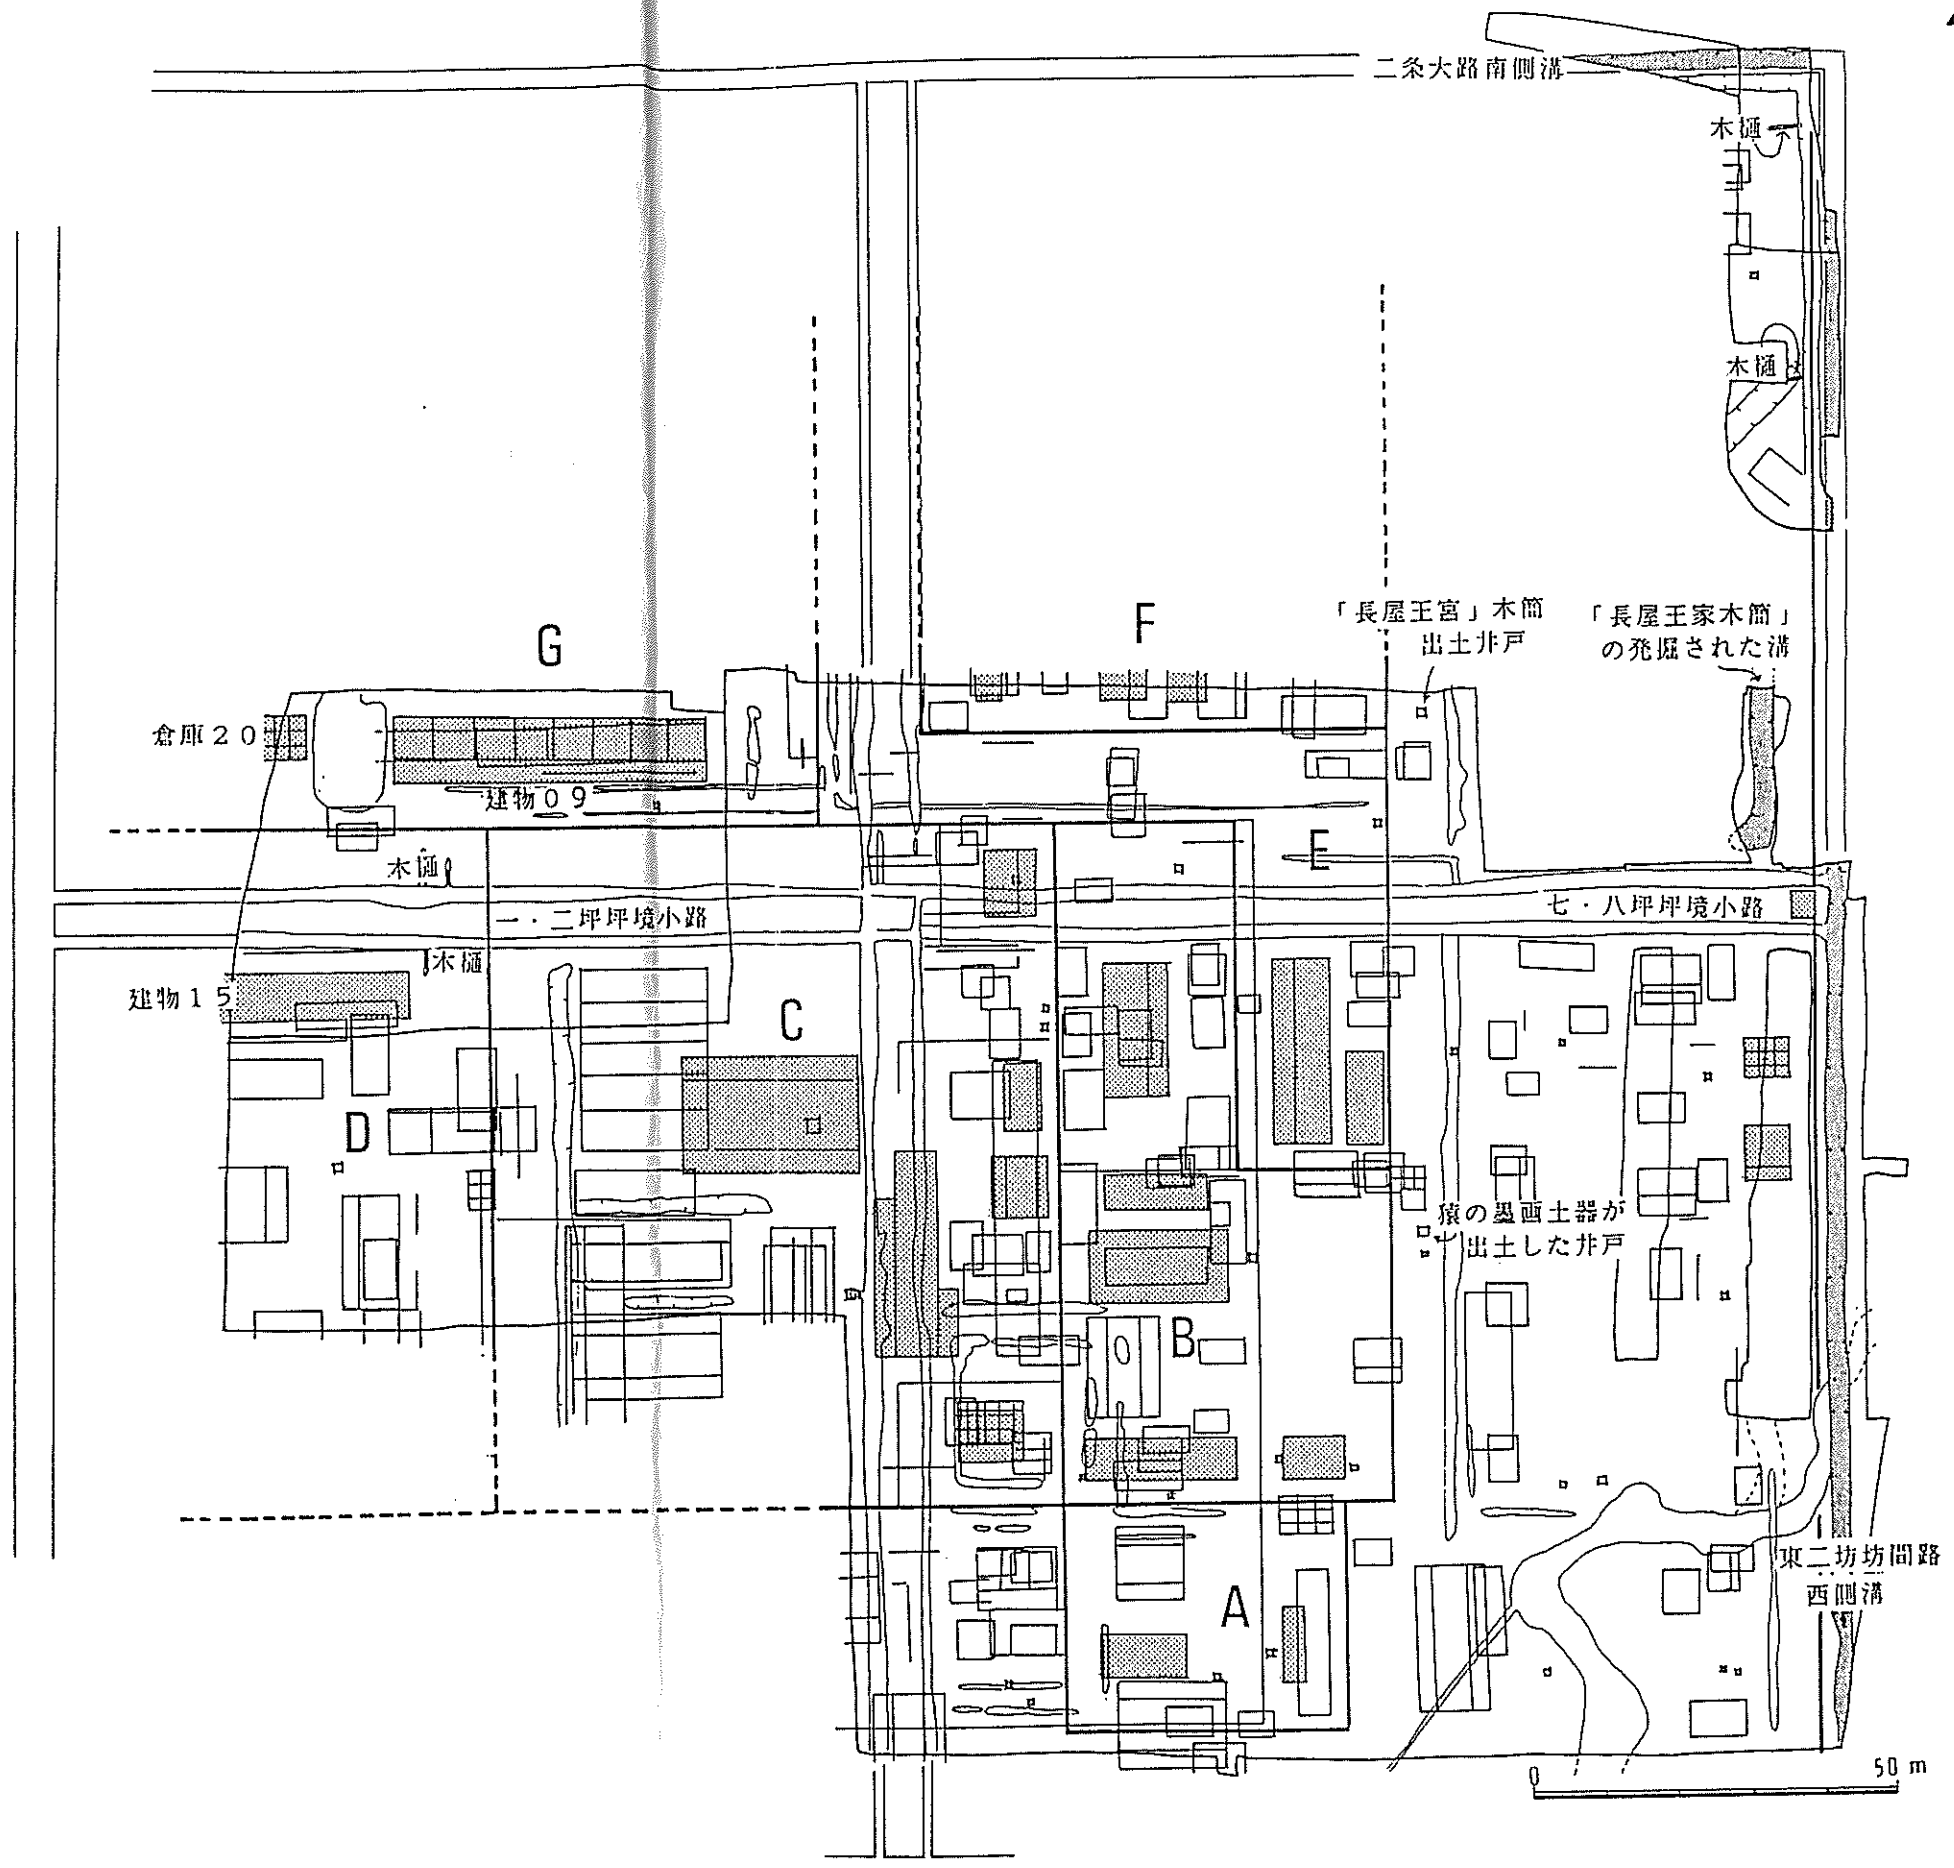 二条大路南側溝
木樋
木樋
G
F
「長屋王宮」木簡
出土井戸
「長屋王家木簡」
の発掘された溝
倉庫20
建物09
E
木樋
一・二坪坪境小路
七・八坪坪境小路
木樋
建物15
C
D
猿の墨画土器が
出土した井戸
B
A
東二坊坊間路
西側溝
0
50 m